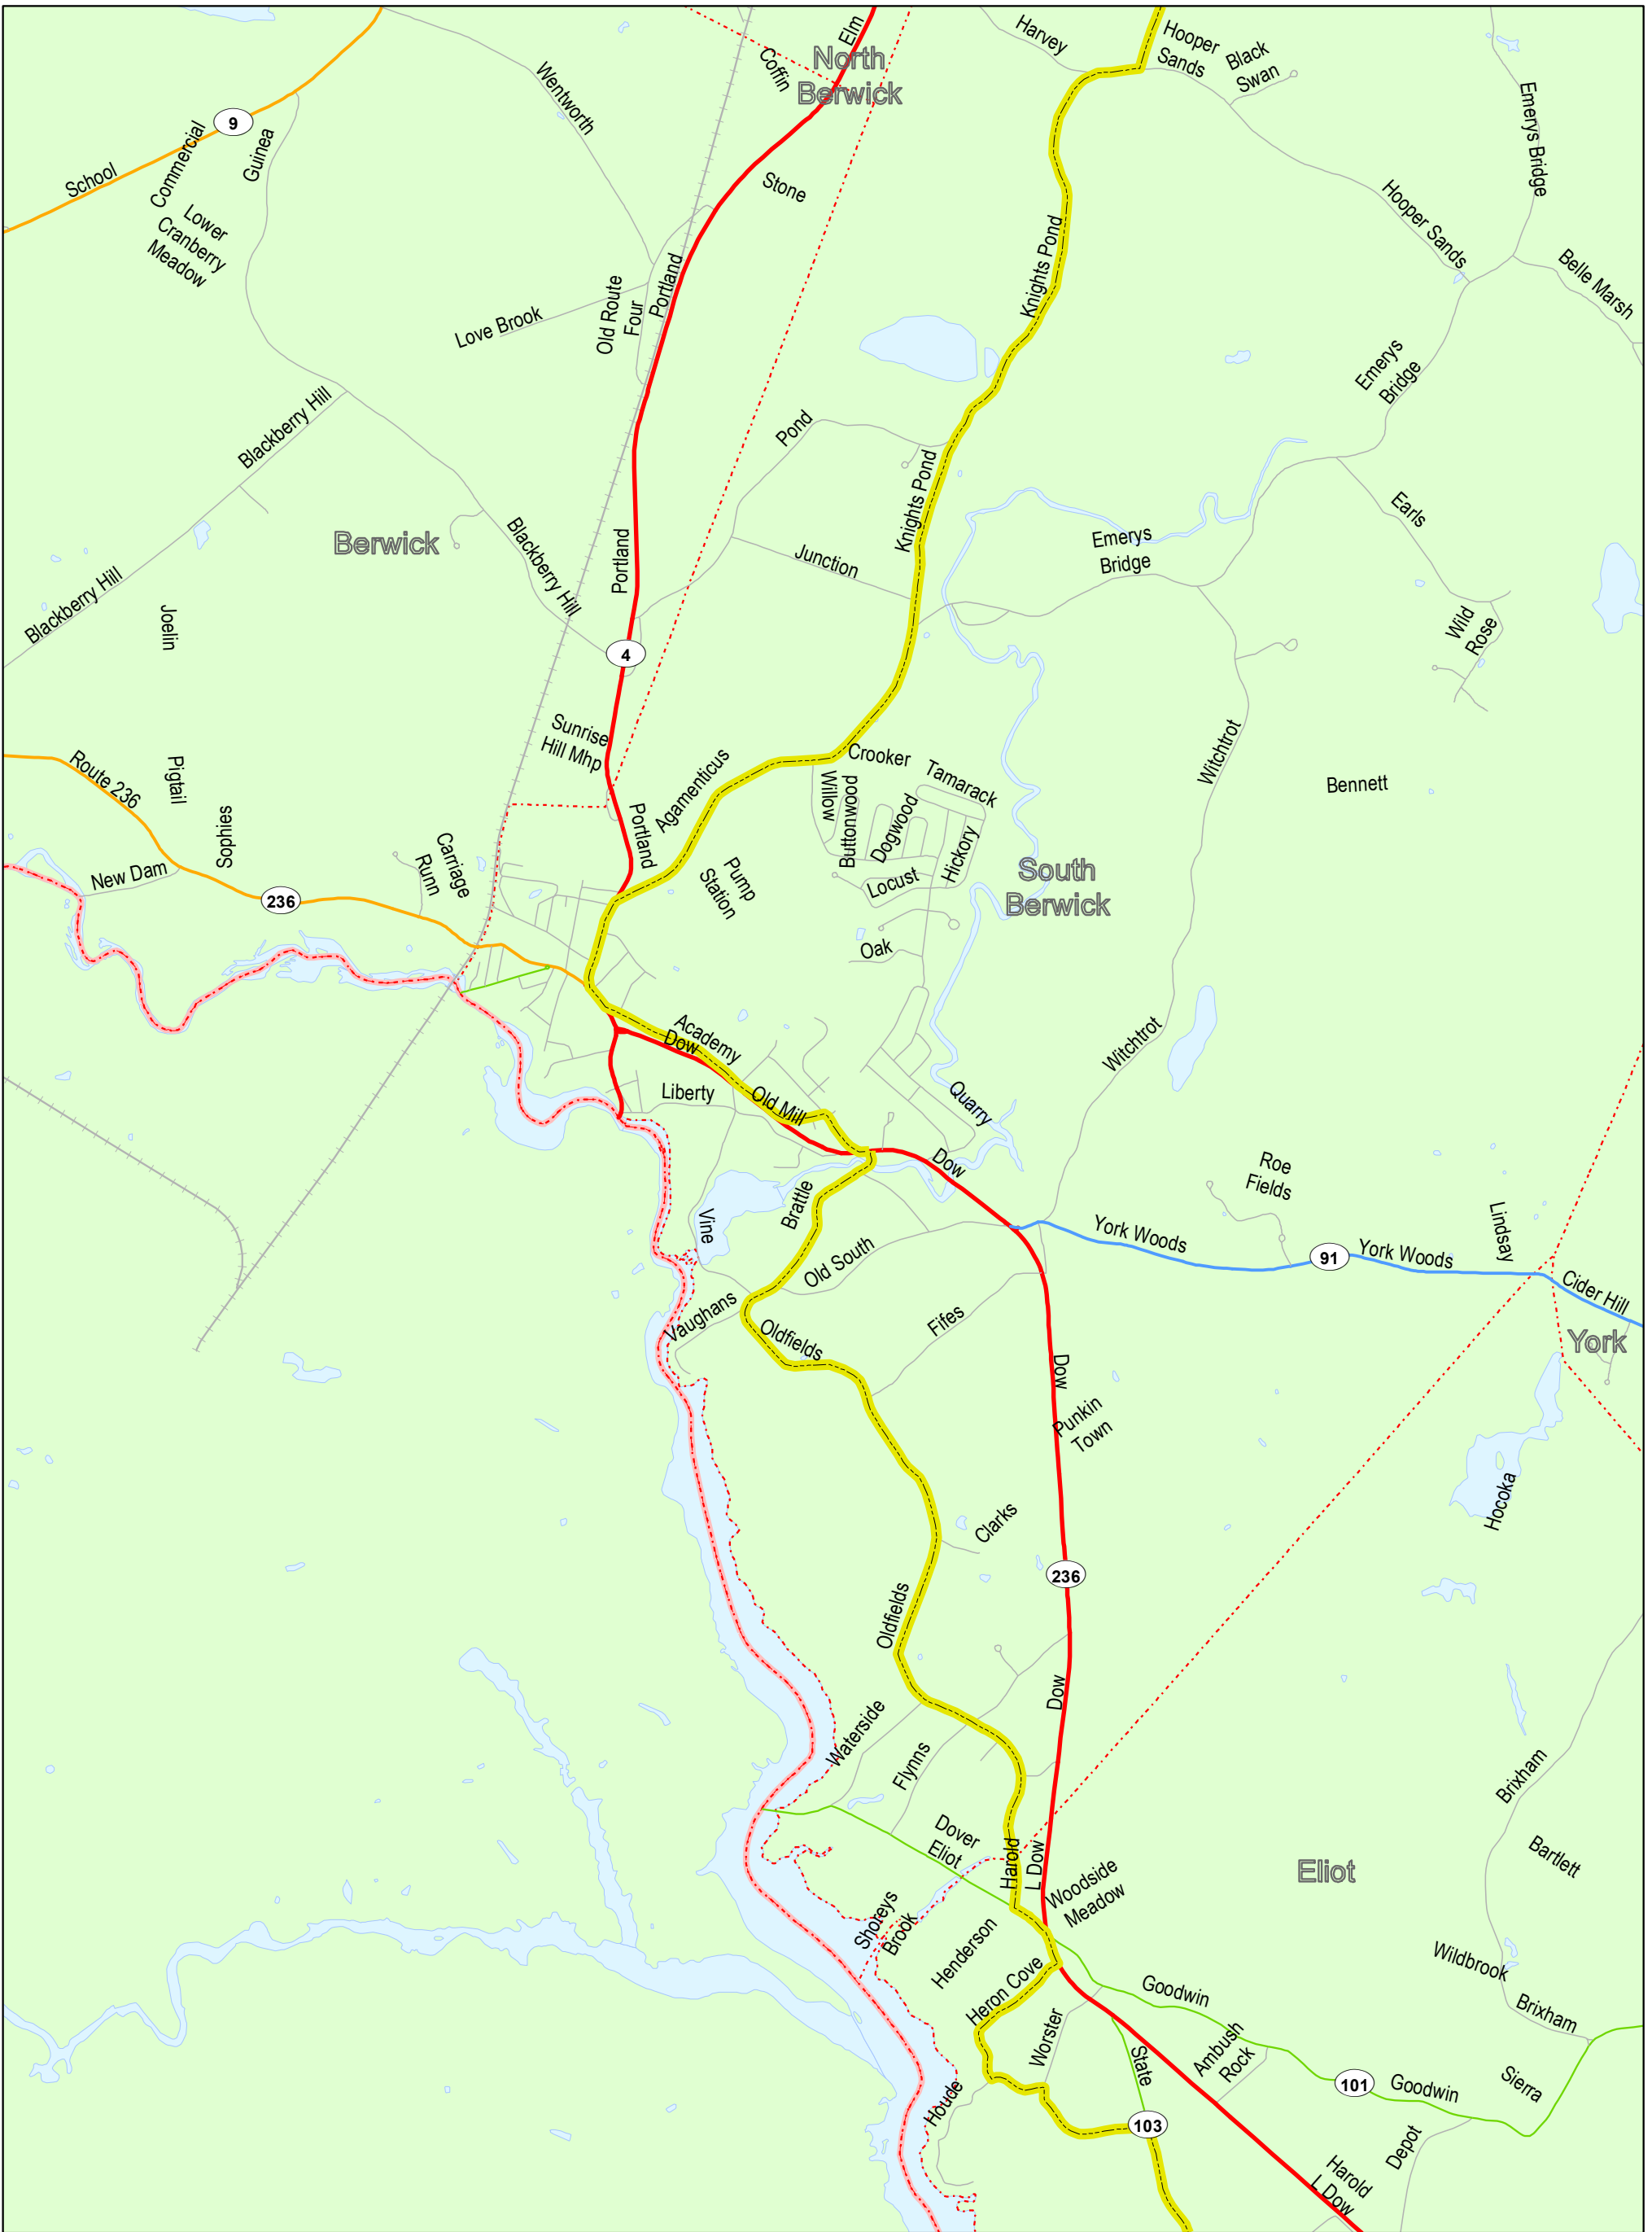 Elm
North
Berwick
Coffin
Harvey
Hooper
Sands
Black
Swan
Wentworth
Emerys Bridge
9
School
Commercial
Guinea
Lower
Cranberry
Meadow
Stone
Hooper Sands
Knights Pond
Belle Marsh
Love Brook
Old Route
Four
Portland
Emerys
Bridge
Blackberry Hill
Pond
Knights Pond
Earls
Berwick
Blackberry Hill
Portland
Junction
Emerys
Bridge
Blackberry Hill
Joelin
Wild
Rose
4
Sunrise
Hill Mhp
Route 236
Pigtail
Sophies
Agamenticus
Crooker
Willow
Buttonwood
Dogwood
Tamarack
Hickory
Witchtrot
Bennett
Portland
Carriage
Runn
New Dam
Pump
Station
Locust
South
Berwick
236
Oak
Academy
Dow
Witchtrot
Liberty
Old Mill
Quarry
Dow
Roe
Fields
Brattle
Vine
Old South
York Woods
91
York Woods
Lindsay
Cider Hill
York
Vaughans
Oldfields
Fifes
Dow
Punkin
Town
Hocoka
Clarks
236
Oldfields
Dow
Waterside
Flynns
Brixham
Dover
Eliot
Harold
L Dow
Woodside
Meadow
Eliot
Bartlett
Shoreys
Brook
Henderson
Heron Cove
Wildbrook
Goodwin
Brixham
Worster
State
Ambush
Rock
101
Goodwin
Sierra
Houde
103
Depot
Harold
L Dow